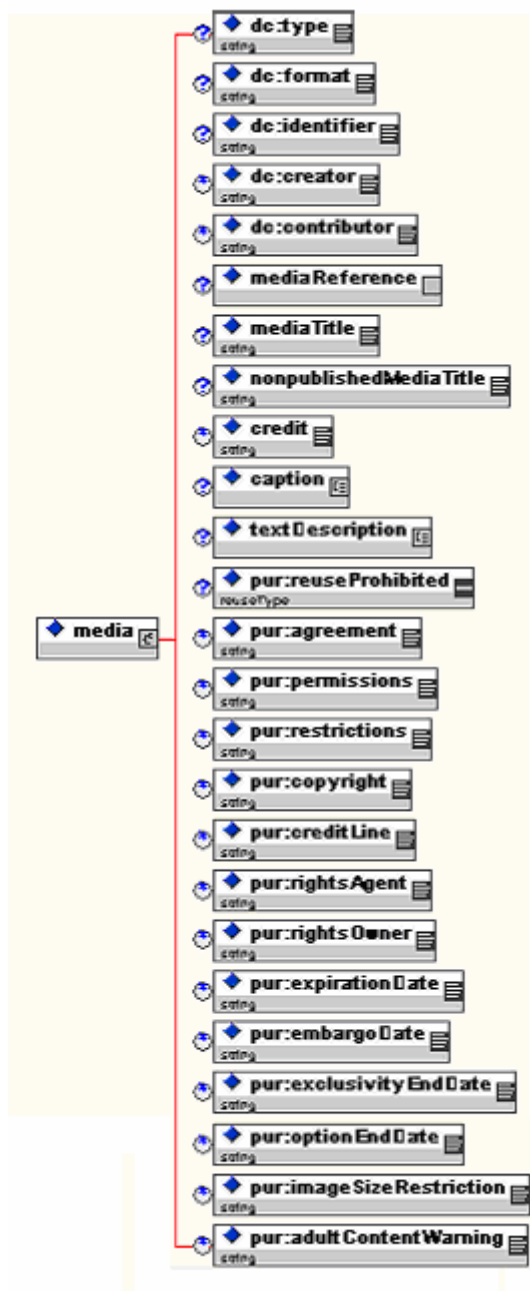 dc:type
string
dc:format
string
dc:identifier
string
dc:creator
string
dc:contributor
string
mediaReference
mediaTitle
string
nonpublishedMediaTitle
string
credit
string
caption
textDescription
pur:reuseProhibited
reuseType
media
pur:agreement
string
pur:permissions
string
pur:restrictions
string
pur:copyright
string
pur:creditLine
string
pur:rightsAgent
string
pur:rightsOwner
string
pur:expirationDate
string
pur:embargoDate
string
pur:exclusivityEndDate
string
pur:optionEndDate
string
pur:imageSizeRestriction
string
pur:adultContentWarning
string